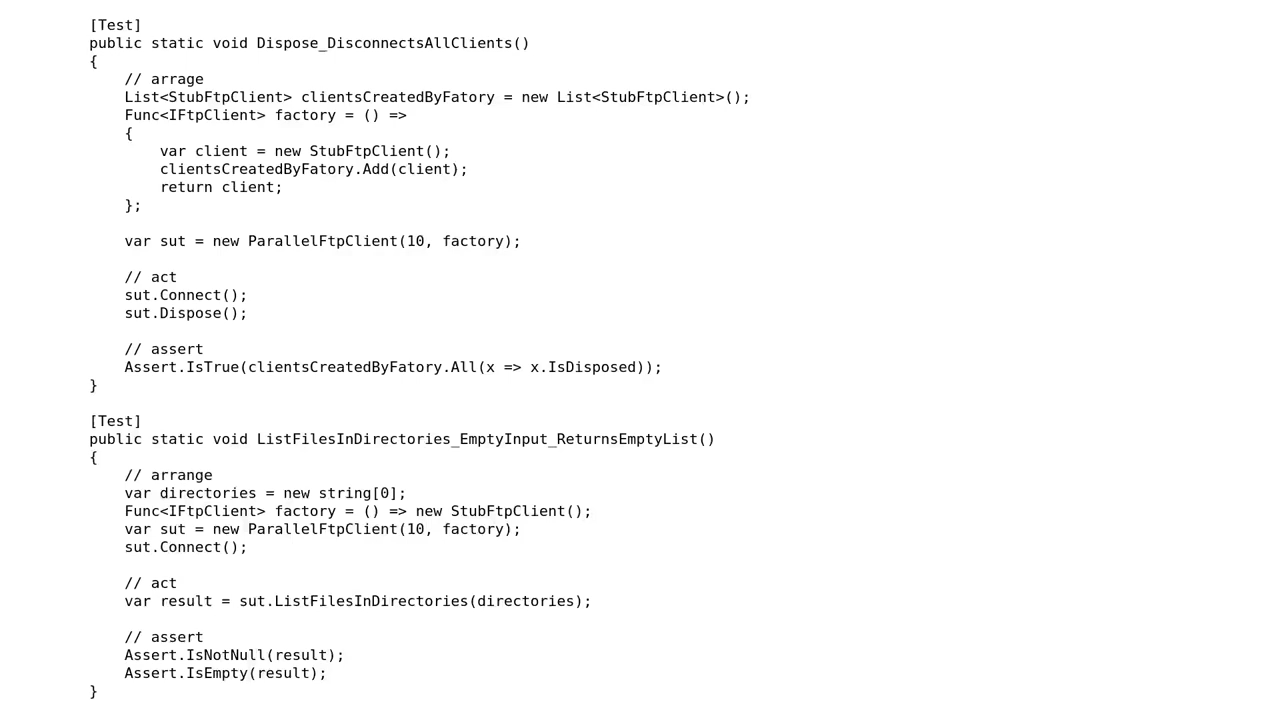 [Test]
public static void Dispose_DisconnectsAllClients()
{
    // arrage
    List<StubFtpClient> clientsCreatedByFatory = new List<StubFtpClient>();
    Func<IFtpClient> factory = () =>
    {
        var client = new StubFtpClient();
        clientsCreatedByFatory.Add(client);
        return client;
    };

    var sut = new ParallelFtpClient(10, factory);

    // act
    sut.Connect();
    sut.Dispose();

    // assert
    Assert.IsTrue(clientsCreatedByFatory.All(x => x.IsDisposed));
}

[Test]
public static void ListFilesInDirectories_EmptyInput_ReturnsEmptyList()
{
    // arrange
    var directories = new string[0];
    Func<IFtpClient> factory = () => new StubFtpClient();
    var sut = new ParallelFtpClient(10, factory);
    sut.Connect();

    // act
    var result = sut.ListFilesInDirectories(directories);

    // assert
    Assert.IsNotNull(result);
    Assert.IsEmpty(result);
}